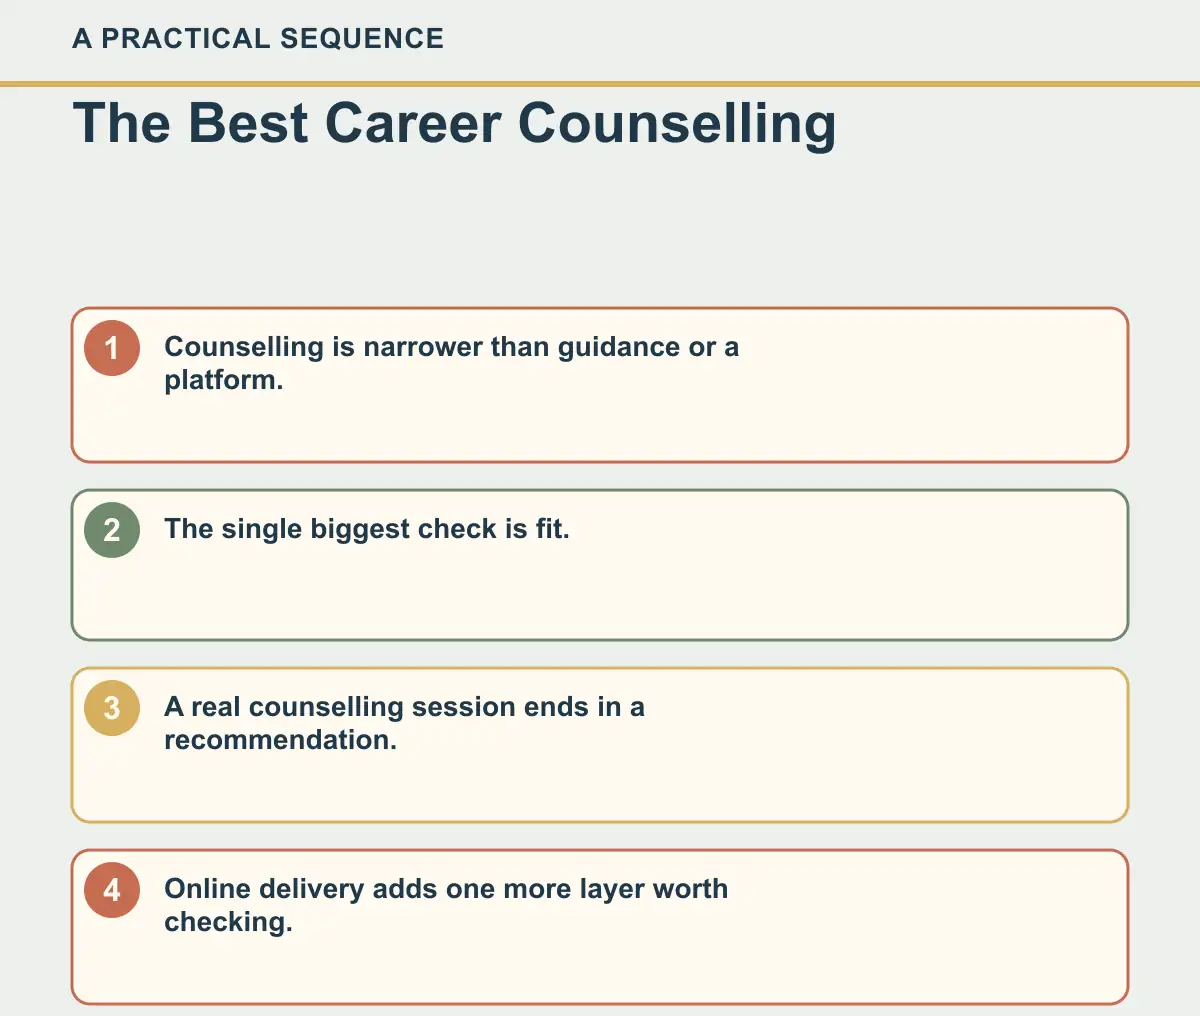 A PRACTICAL SEQUENCE
The Best Career Counselling
1
Counselling is narrower than guidance or a
platform.
2
The single biggest check is fit.
3
A real counselling session ends in a
recommendation.
4
Online delivery adds one more layer worth
checking.